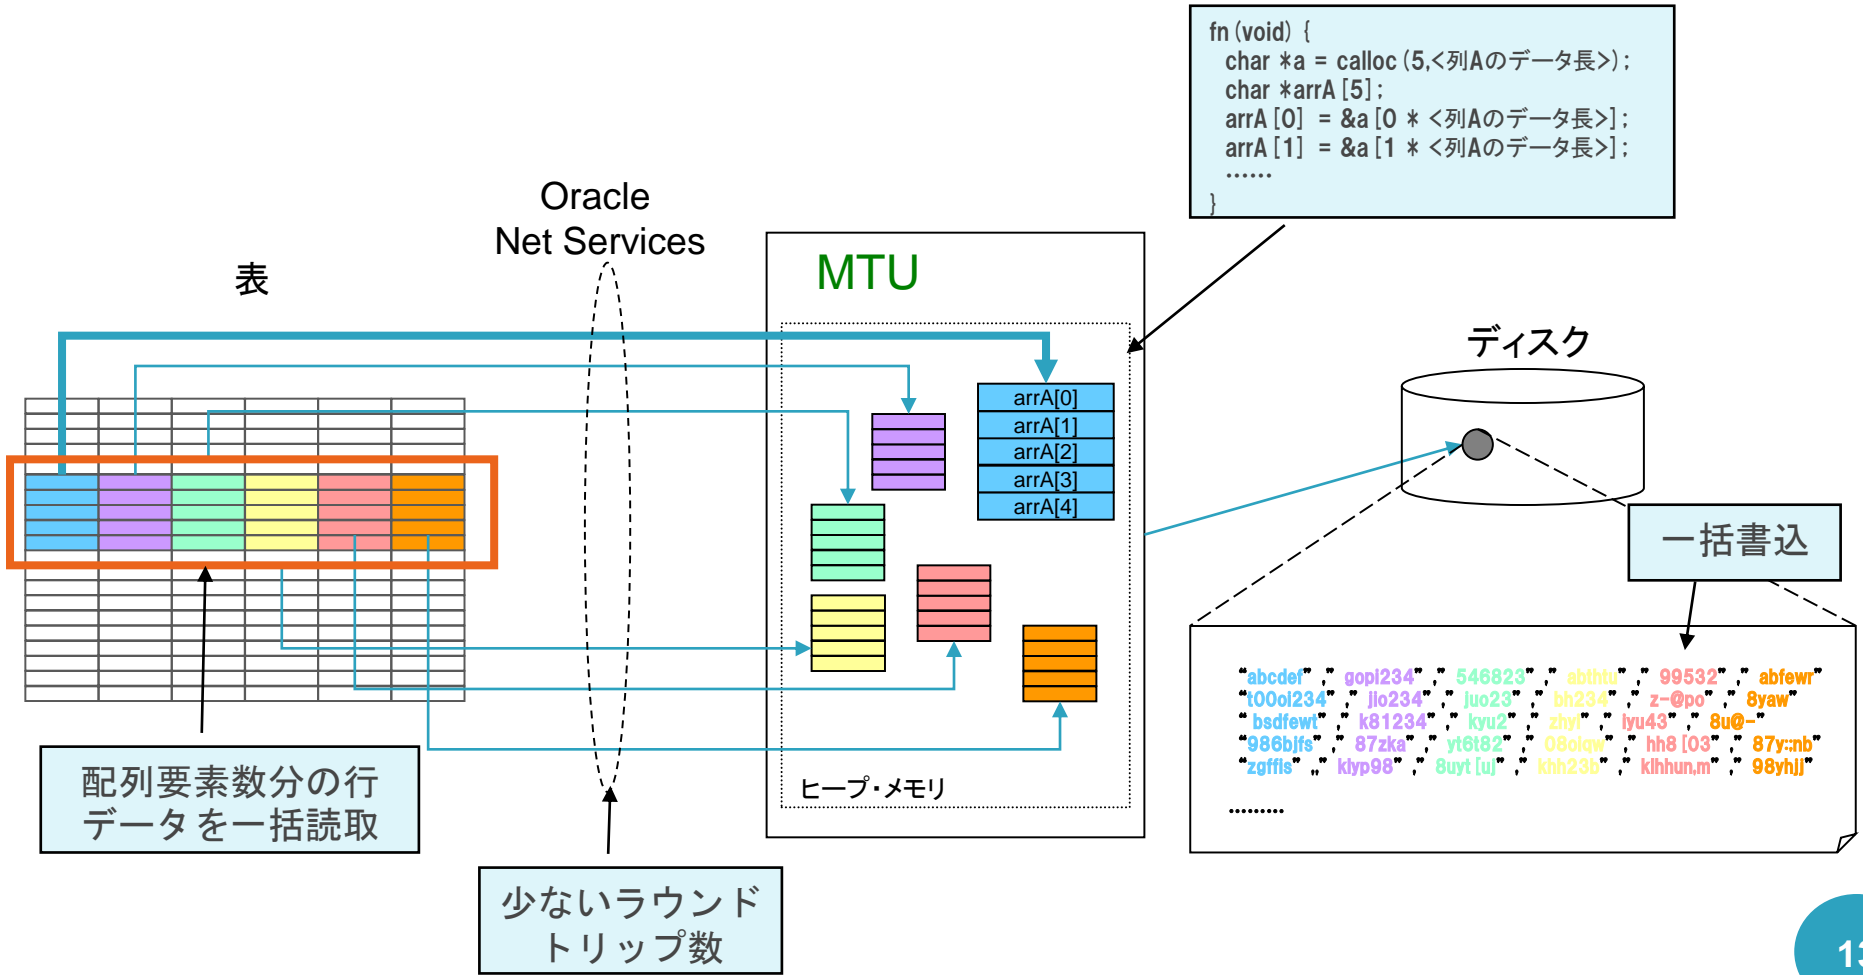 fn(void) {
char *a = calloc(5,<列Aのデータ長>);
char *arrA[5];
arrA[0] = &a[0 * <列Aのデータ長>];
arrA[1] = &a[1 * <列Aのデータ長>];
……
}
Oracle
Net Services
表
MTU
ディスク
arrA[0]
arrA[1]
arrA[2]
arrA[3]
arrA[4]
一括書込
“abcdef”,”gopi234”,”546823”,”abthtu”,”99532”,”abfewr”
“t00oi234”,”jio234”,”juo23”,”bh234”,”z-@po”,”8yaw”
“bsdfewt”,”k81234”,”kyu2”,”zhyi”,”iyu43”,”8u@-”
“986bjfs”,”87zka”,”yt6t82”,”08oiqw”,”hh8[03”,”87y::nb”
“zgffis”,”klyp98”,”8uyt[uj”,”khh23b”,”klhhun,m”,”98yhjj”
………
ヒープ・メモリ
配列要素数分の行
データを一括読取
少ないラウンド
トリップ数